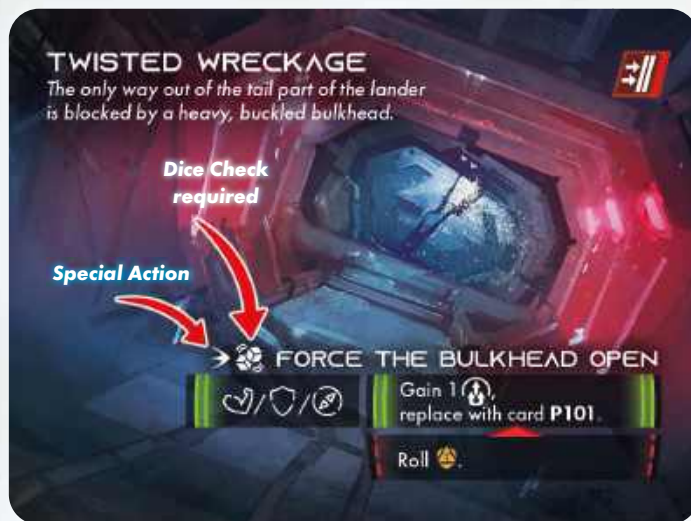 TWISTED WRECKAGE
The only way out of the tail part of the lander
is blocked by a heavy, buckled bulkhead.
Dice Check
required
Special Action
FORCE THE BULKHEAD OPEN
Gain 1 ,
replace with card P101.
Roll .